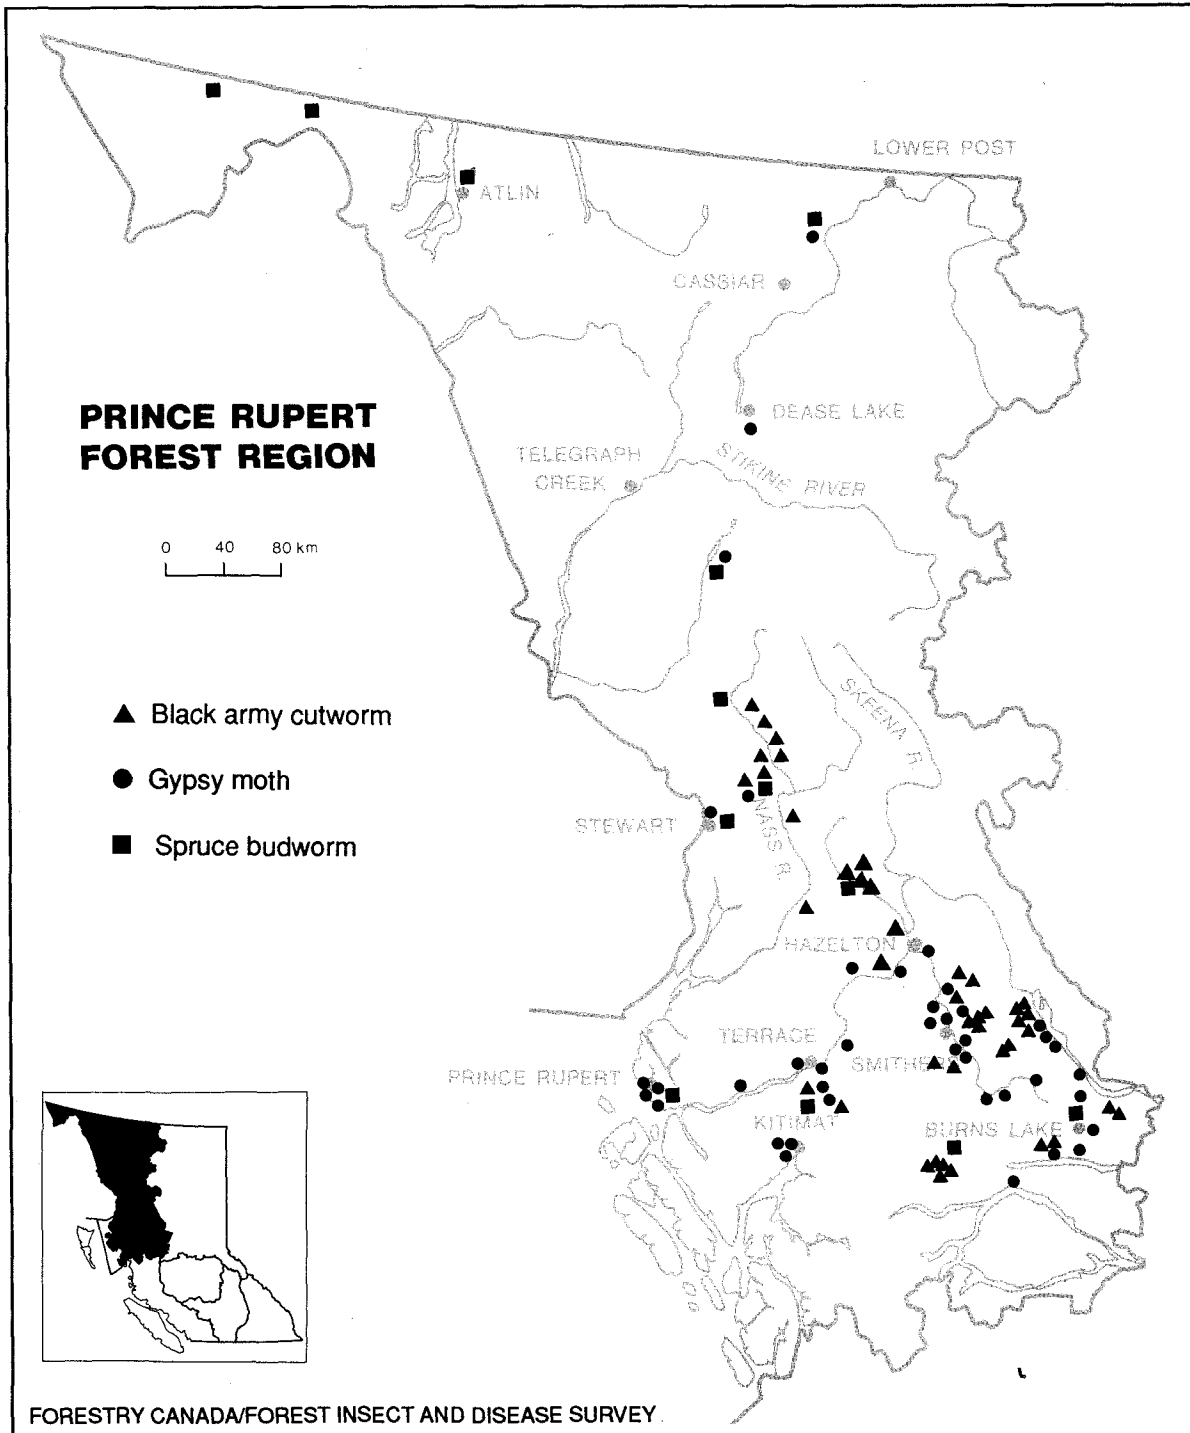 LOWER POST
ATLIN
CASSIAR
PRINCE RUPERT
FOREST REGION
DEASE LAKE
TELEGRAPH
CREEK
STIKINE RIVER
0 40 80 km
SKEENA R.
Black army cutworm
Gypsy moth
Spruce budworm
STEWART
NASS R.
HAZELTON
TERRACE
SMITHERS
PRINCE RUPERT
KITIMAT
BURNS LAKE
FORESTRY CANADA/FOREST INSECT AND DISEASE SURVEY